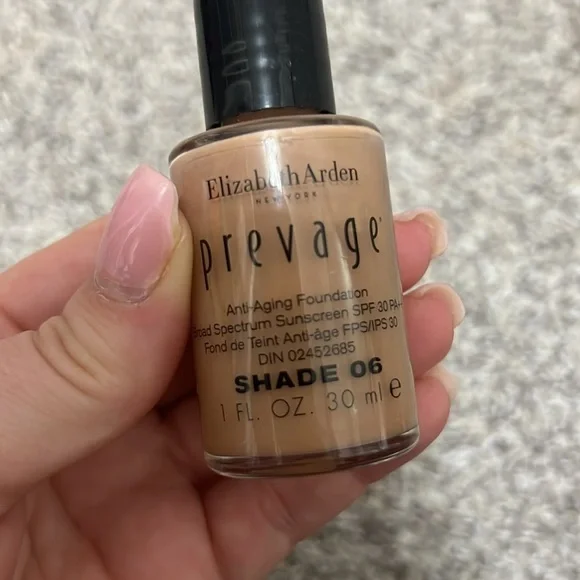 Elizabeth Arden
NEW YORK
prevage®
Anti-Aging Foundation
Broad Spectrum Sunscreen SPF 30 PA++
Fond de Teint Anti-âge FPS/IPS 30
DIN 02452685
SHADE 06
1 FL. OZ. 30 ml e